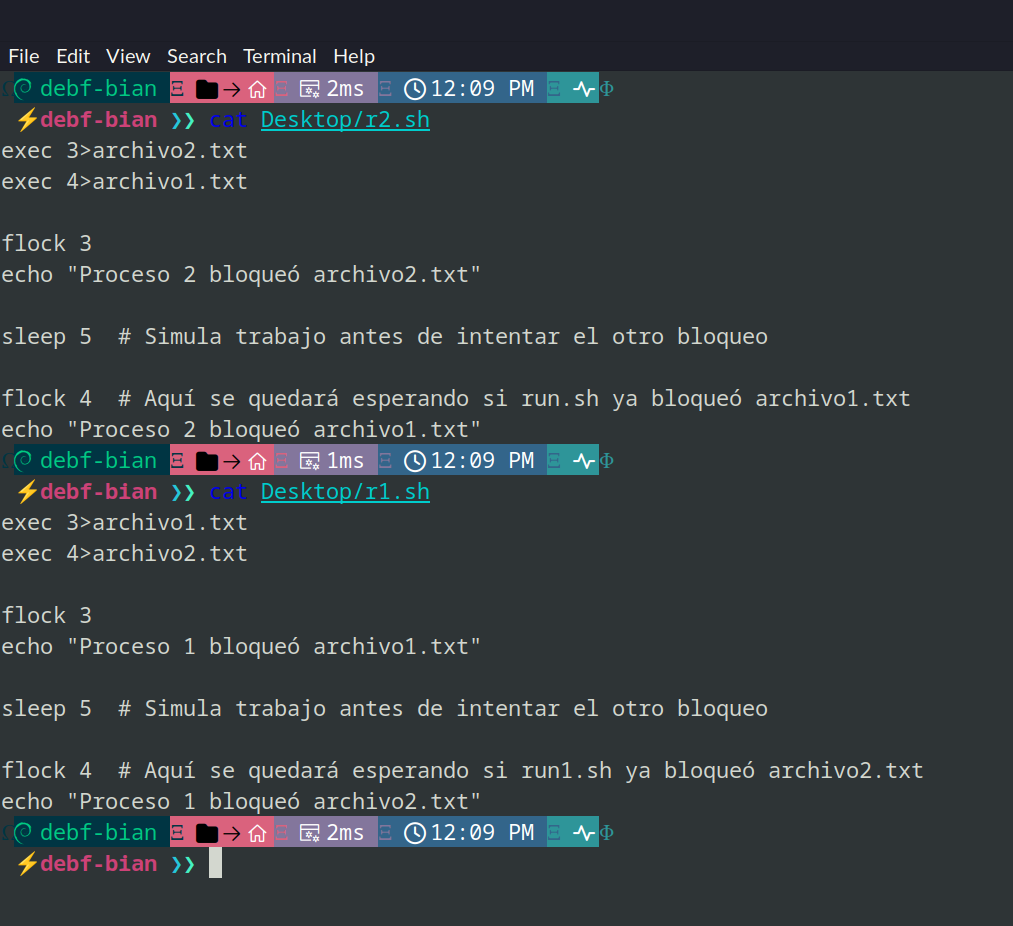 File Edit View Search Terminal Help
debf-bian Ξ → Ξ 2ms Ξ 12:09 PM Ξ Φ
⚡debf-bian ❯❯ cat Desktop/r2.sh
exec 3>archivo2.txt
exec 4>archivo1.txt
flock 3
echo "Proceso 2 bloqueó archivo2.txt"
sleep 5  # Simula trabajo antes de intentar el otro bloqueo
flock 4  # Aquí se quedará esperando si run.sh ya bloqueó archivo1.txt
echo "Proceso 2 bloqueó archivo1.txt"
debf-bian Ξ → Ξ 1ms Ξ 12:09 PM Ξ Φ
⚡debf-bian ❯❯ cat Desktop/r1.sh
exec 3>archivo1.txt
exec 4>archivo2.txt
flock 3
echo "Proceso 1 bloqueó archivo1.txt"
sleep 5  # Simula trabajo antes de intentar el otro bloqueo
flock 4  # Aquí se quedará esperando si run1.sh ya bloqueó archivo2.txt
echo "Proceso 1 bloqueó archivo2.txt"
debf-bian Ξ → Ξ 2ms Ξ 12:09 PM Ξ Φ
⚡debf-bian ❯❯